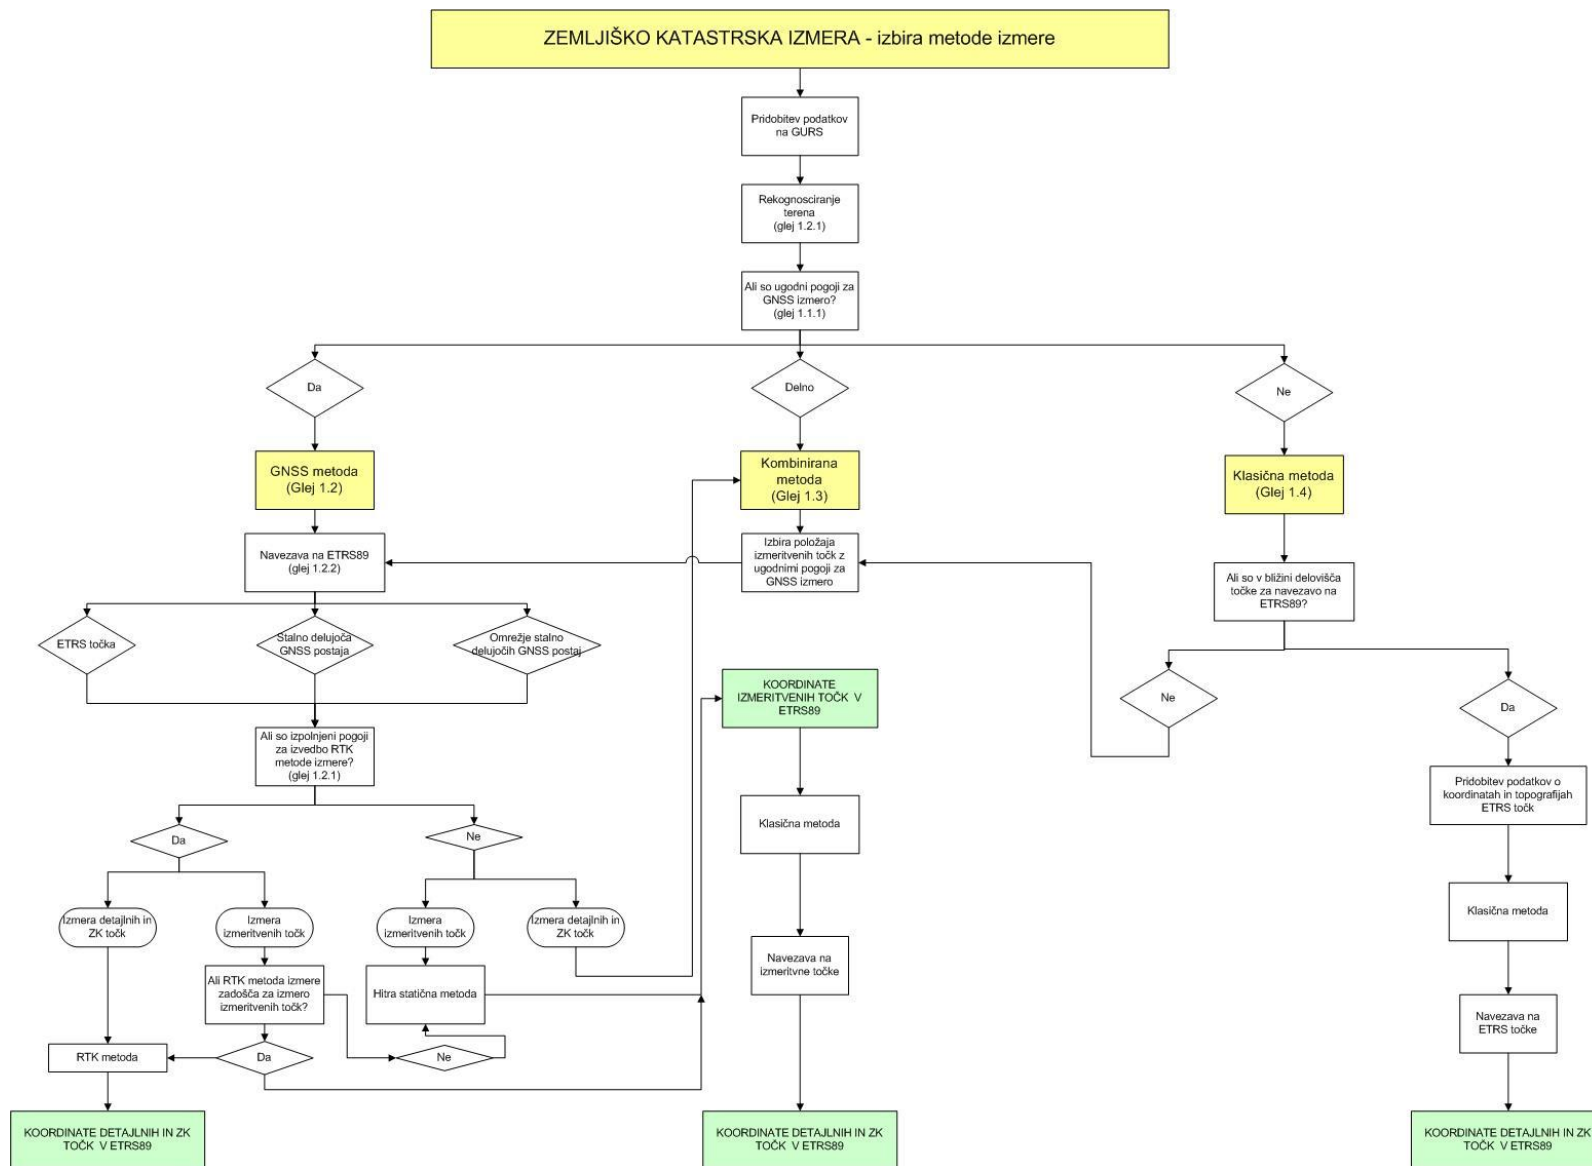 ZEMLJIŠKO KATASTRSKA IZMERA - izbira metode izmere
Pridobitev podatkov
na GURS
Rekognosciranje
terena
(glej 1.2.1)
Ali so ugodni pogoji za
GNSS izmero?
(glej 1.1.1)
Da
Delno
Ne
GNSS metoda
(Glej 1.2)
Kombinirana
metoda
(Glej 1.3)
Klasična metoda
(Glej 1.4)
Navezava na ETRS89
(glej 1.2.2)
Izbira položaja
izmeritvenih točk z
ugodnimi pogoji za
GNSS izmero
Ali so v bližini delovišča
točke za navezavo na
ETRS89?
ETRS točka
Stalno delujoča
GNSS postaja
Omrežje stalno
delujočih GNSS postaj
KOORDINATE
IZMERITVENIH TOČK V
ETRS89
Ne
Da
Ali so izpolnjeni pogoji
za izvedbo RTK
metode izmere?
(glej 1.2.1)
Pridobitev podatkov o
koordinatah in topografijah
ETRS točk
Da
Ne
Klasična metoda
Izmera detajlnih in
ZK točk
Izmera
izmeritvenih točk
Izmera
izmeritvenih točk
Izmera detajlnih in
ZK točk
Klasična metoda
Ali RTK metoda izmere
zadošča za izmero
izmeritvenih točk?
Hitra statična metoda
Navezava na
izmeritvne točke
Navezava na
ETRS točke
RTK metoda
Da
Ne
KOORDINATE DETAJLNIH IN ZK
TOČK V ETRS89
KOORDINATE DETAJLNIH IN ZK
TOČK V ETRS89
KOORDINATE DETAJLNIH IN ZK
TOČK V ETRS89